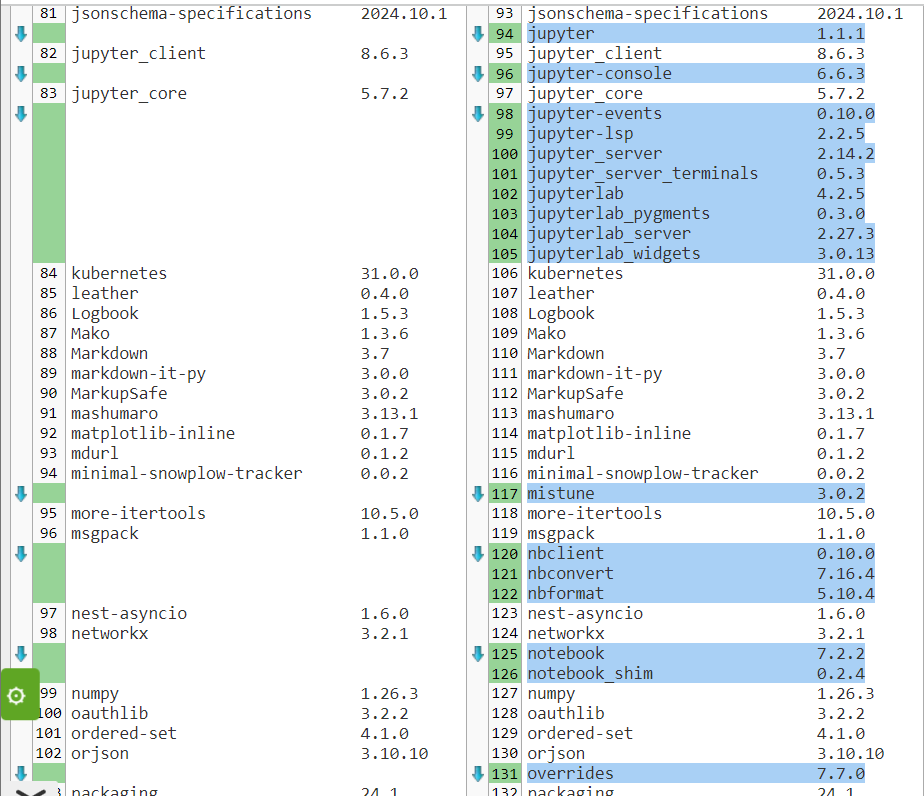 81 jsonschema-specifications 2024.10.1 93 jsonschema-specifications 2024.10.1
94 jupyter 1.1.1
82 jupyter_client 8.6.3 95 jupyter_client 8.6.3
96 jupyter-console 6.6.3
83 jupyter_core 5.7.2 97 jupyter_core 5.7.2
98 jupyter-events 0.10.0
99 jupyter-lsp 2.2.5
100 jupyter_server 2.14.2
101 jupyter_server_terminals 0.5.3
102 jupyterlab 4.2.5
103 jupyterlab_pygments 0.3.0
104 jupyterlab_server 2.27.3
105 jupyterlab_widgets 3.0.13
84 kubernetes 31.0.0 106 kubernetes 31.0.0
85 leather 0.4.0 107 leather 0.4.0
86 Logbook 1.5.3 108 Logbook 1.5.3
87 Mako 1.3.6 109 Mako 1.3.6
88 Markdown 3.7 110 Markdown 3.7
89 markdown-it-py 3.0.0 111 markdown-it-py 3.0.0
90 MarkupSafe 3.0.2 112 MarkupSafe 3.0.2
91 mashumaro 3.13.1 113 mashumaro 3.13.1
92 matplotlib-inline 0.1.7 114 matplotlib-inline 0.1.7
93 mdurl 0.1.2 115 mdurl 0.1.2
94 minimal-snowplow-tracker 0.0.2 116 minimal-snowplow-tracker 0.0.2
117 mistune 3.0.2
95 more-itertools 10.5.0 118 more-itertools 10.5.0
96 msgpack 1.1.0 119 msgpack 1.1.0
120 nbclient 0.10.0
121 nbconvert 7.16.4
122 nbformat 5.10.4
97 nest-asyncio 1.6.0 123 nest-asyncio 1.6.0
98 networkx 3.2.1 124 networkx 3.2.1
125 notebook 7.2.2
126 notebook_shim 0.2.4
99 numpy 1.26.3 127 numpy 1.26.3
100 oauthlib 3.2.2 128 oauthlib 3.2.2
101 ordered-set 4.1.0 129 ordered-set 4.1.0
102 orjson 3.10.10 130 orjson 3.10.10
131 overrides 7.7.0
packaging 24.1 132 packaging 24.1